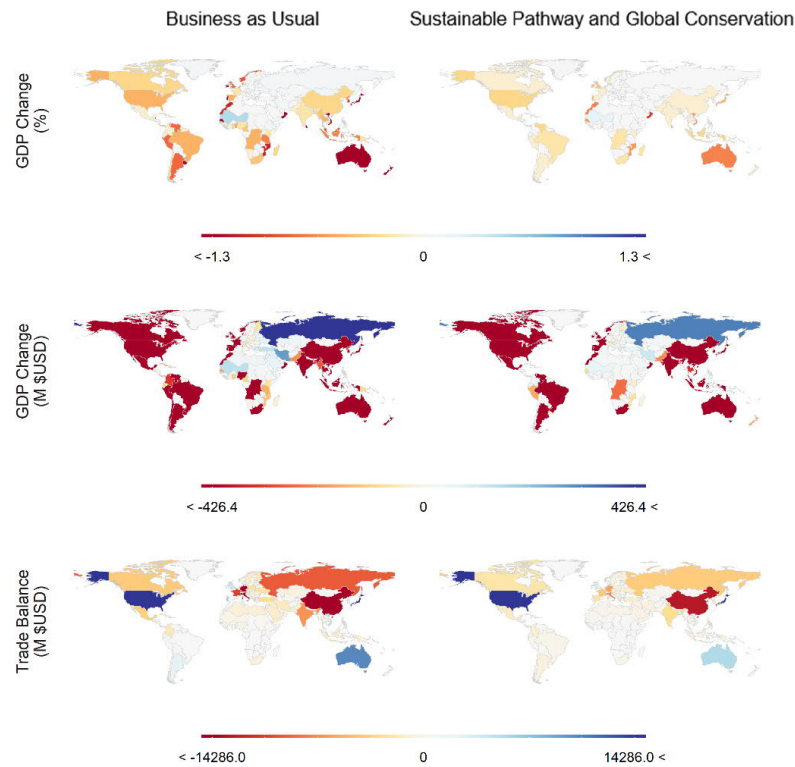 Business as Usual
Sustainable Pathway and Global Conservation
GDP Change
(%)
< -1.3
0
1.3 <
GDP Change
(M $USD)
< -426.4
0
426.4 <
Trade Balance
(M $USD)
< -14286.0
0
14286.0 <